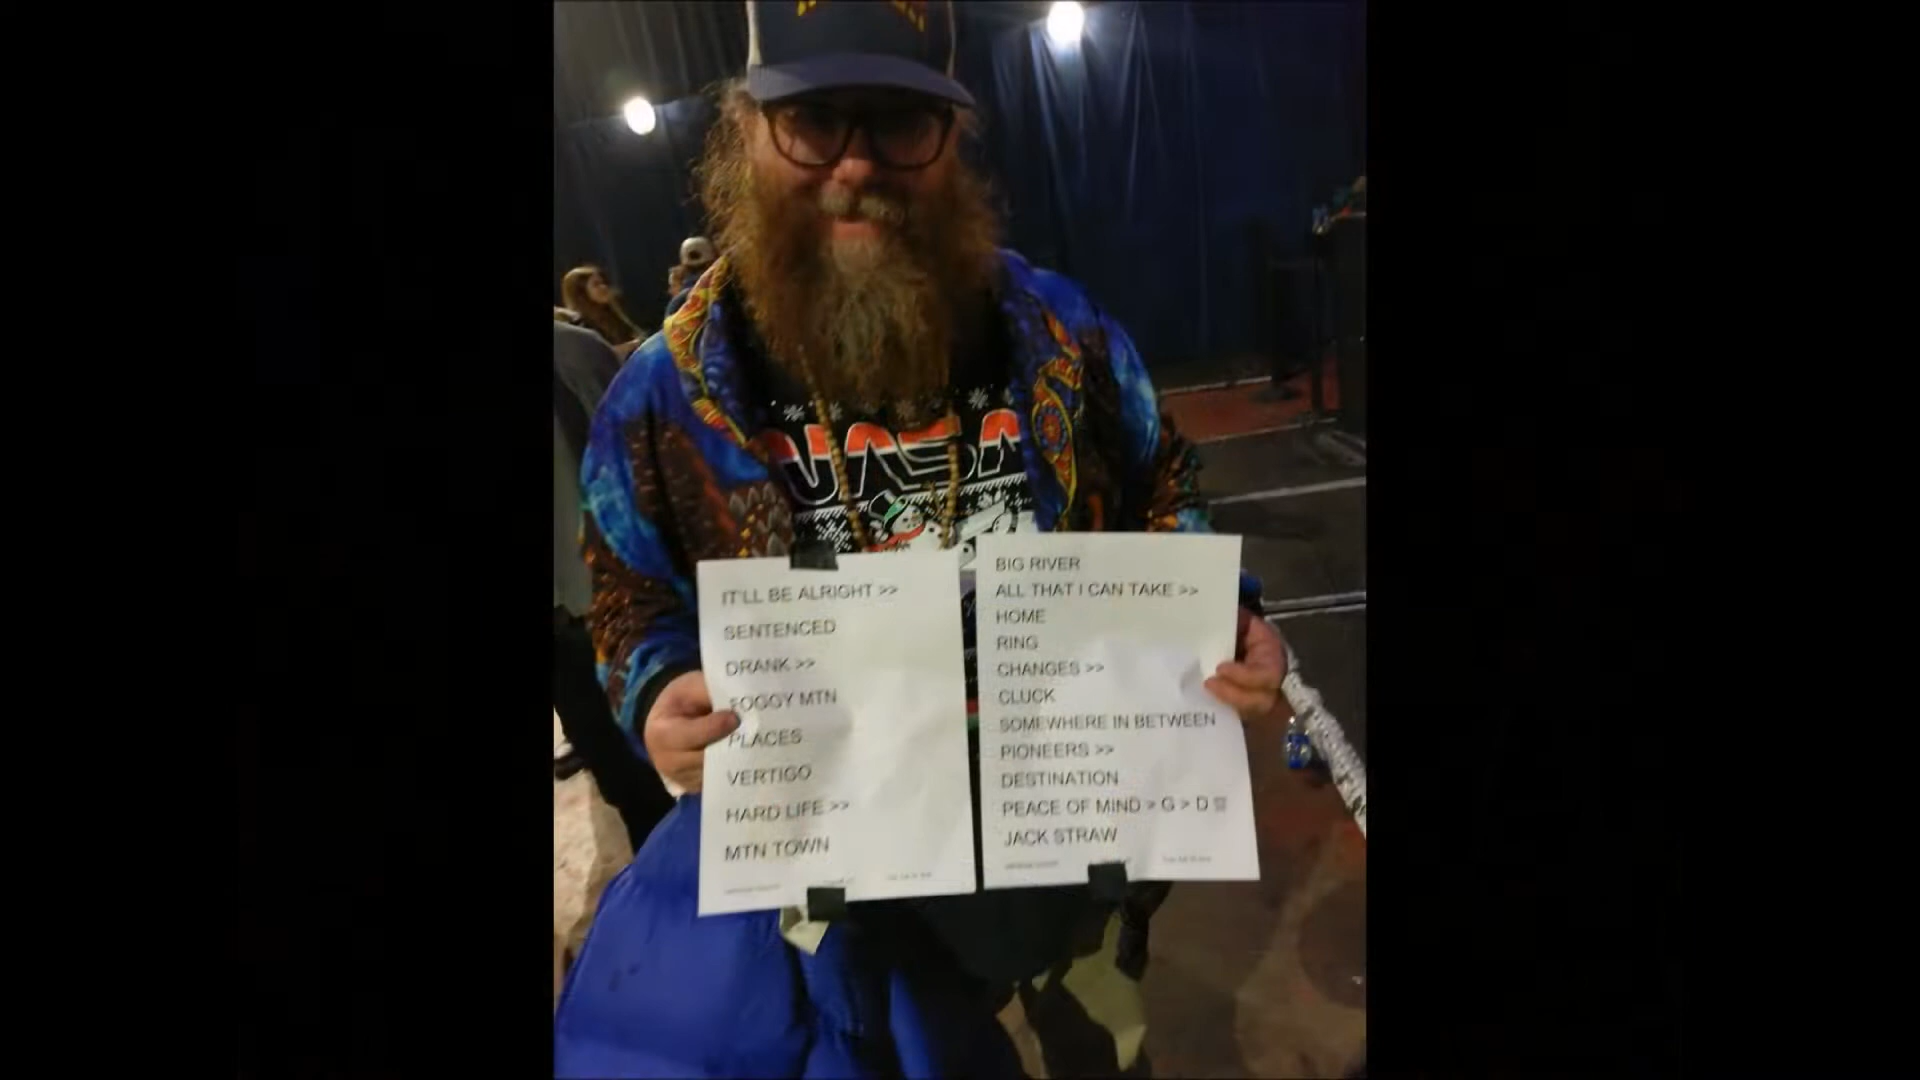 NASA
IT'LL BE ALRIGHT >>
SENTENCED
DRANK >>
FOGGY MTN
PLACES
VERTIGO
HARD LIFE >>
MTN TOWN
BIG RIVER
ALL THAT I CAN TAKE >>
HOME
RING
CHANGES >>
CLUCK
SOMEWHERE IN BETWEEN
PIONEERS >>
DESTINATION
PEACE OF MIND > G > D
JACK STRAW